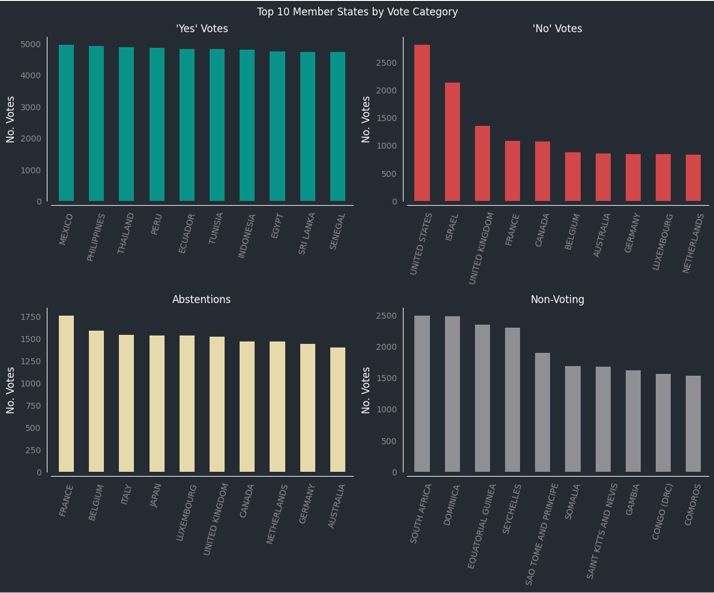 Top 10 Member States by Vote Category
'Yes' Votes
No. Votes
5000
4000
3000
2000
1000
0
MEXICO
PHILIPPINES
THAILAND
PERU
ECUADOR
TUNISIA
INDONESIA
EGYPT
SRI LANKA
SENEGAL
'No' Votes
No. Votes
2500
2000
1500
1000
500
0
UNITED STATES
ISRAEL
UNITED KINGDOM
FRANCE
CANADA
BELGIUM
AUSTRALIA
GERMANY
LUXEMBOURG
NETHERLANDS
Abstentions
No. Votes
1750
1500
1250
1000
750
500
250
0
FRANCE
BELGIUM
ITALY
JAPAN
LUXEMBOURG
UNITED KINGDOM
CANADA
NETHERLANDS
GERMANY
AUSTRALIA
Non-Voting
No. Votes
2500
2000
1500
1000
500
0
SOUTH AFRICA
DOMINICA
EQUATORIAL GUINEA
SEYCHELLES
SAO TOME AND PRINCIPE
SOMALIA
SAINT KITTS AND NEVIS
GAMBIA
CONGO (DRC)
COMOROS